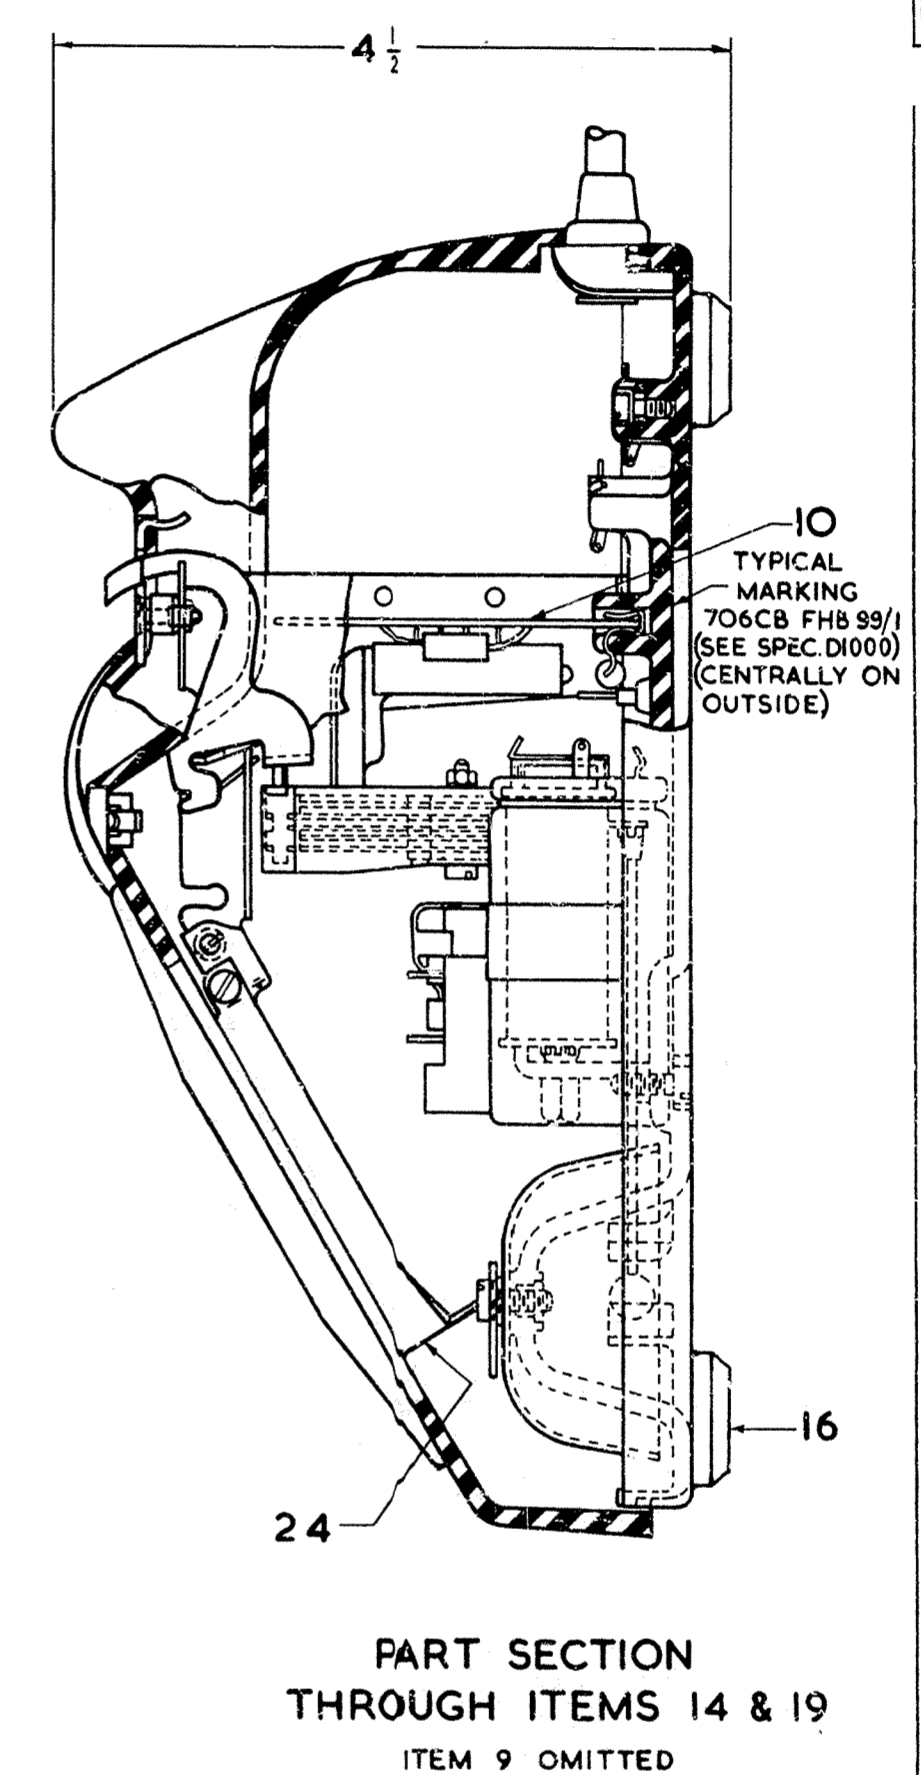 4 1/2
10
TYPICAL
MARKING
706CB FHB 99/1
(SEE SPEC. D1000)
(CENTRALLY ON
OUTSIDE)
16
24
PART SECTION
THROUGH ITEMS 14 & 19
ITEM 9 OMITTED